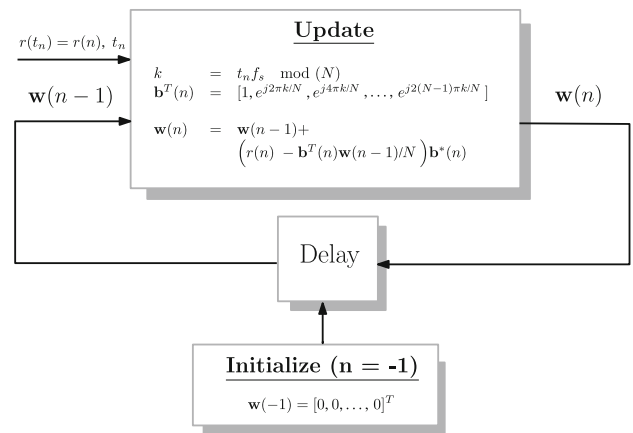 Update
r(t_n) = r(n), t_n
k = t_n f_s mod (N)
b^T(n) = [1, e^{j2πk/N}, e^{j4πk/N}, ..., e^{j2(N−1)πk/N}]
w(n − 1)
w(n)
w(n) = w(n − 1)+
(r(n) − b^T(n)w(n − 1)/N)b^*(n)
Delay
Initialize (n = -1)
w(−1) = [0, 0, ..., 0]^T